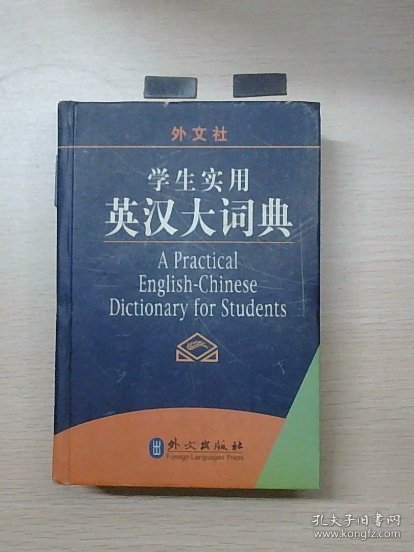 外文社
学生实用
英汉大词典
A Practical
English-Chinese
Dictionary for Students
外文出版社
Foreign Languages Press
孔夫子旧书网
www.kongfz.com